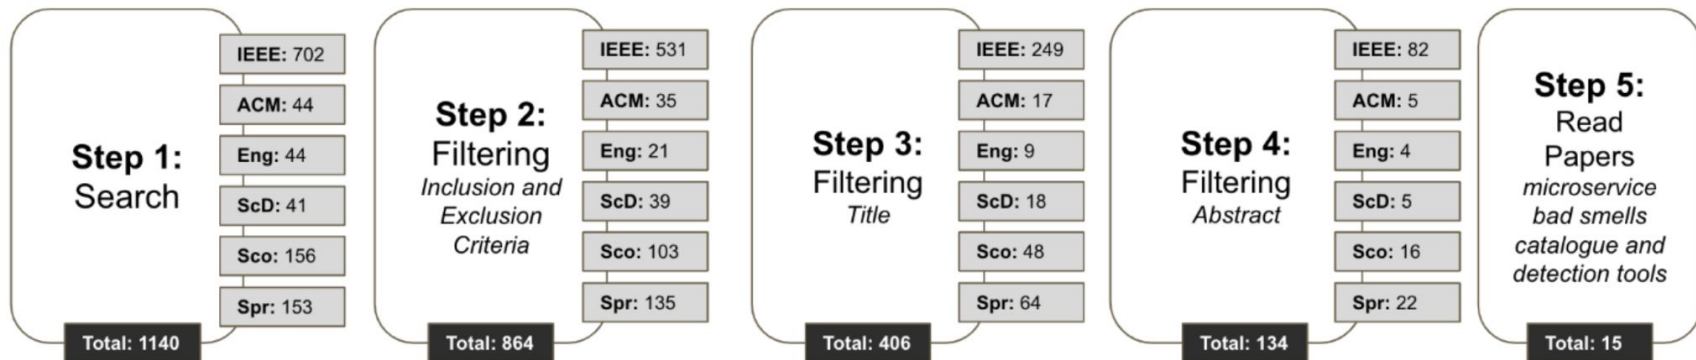 Step 1:
Search
IEEE: 702
ACM: 44
Eng: 44
ScD: 41
Sco: 156
Spr: 153
Total: 1140
Step 2:
Filtering
Inclusion and
Exclusion
Criteria
IEEE: 531
ACM: 35
Eng: 21
ScD: 39
Sco: 103
Spr: 135
Total: 864
Step 3:
Filtering
Title
IEEE: 249
ACM: 17
Eng: 9
ScD: 18
Sco: 48
Spr: 64
Total: 406
Step 4:
Filtering
Abstract
IEEE: 82
ACM: 5
Eng: 4
ScD: 5
Sco: 16
Spr: 22
Total: 134
Step 5:
Read
Papers
microservice
bad smells
catalogue and
detection tools
Total: 15